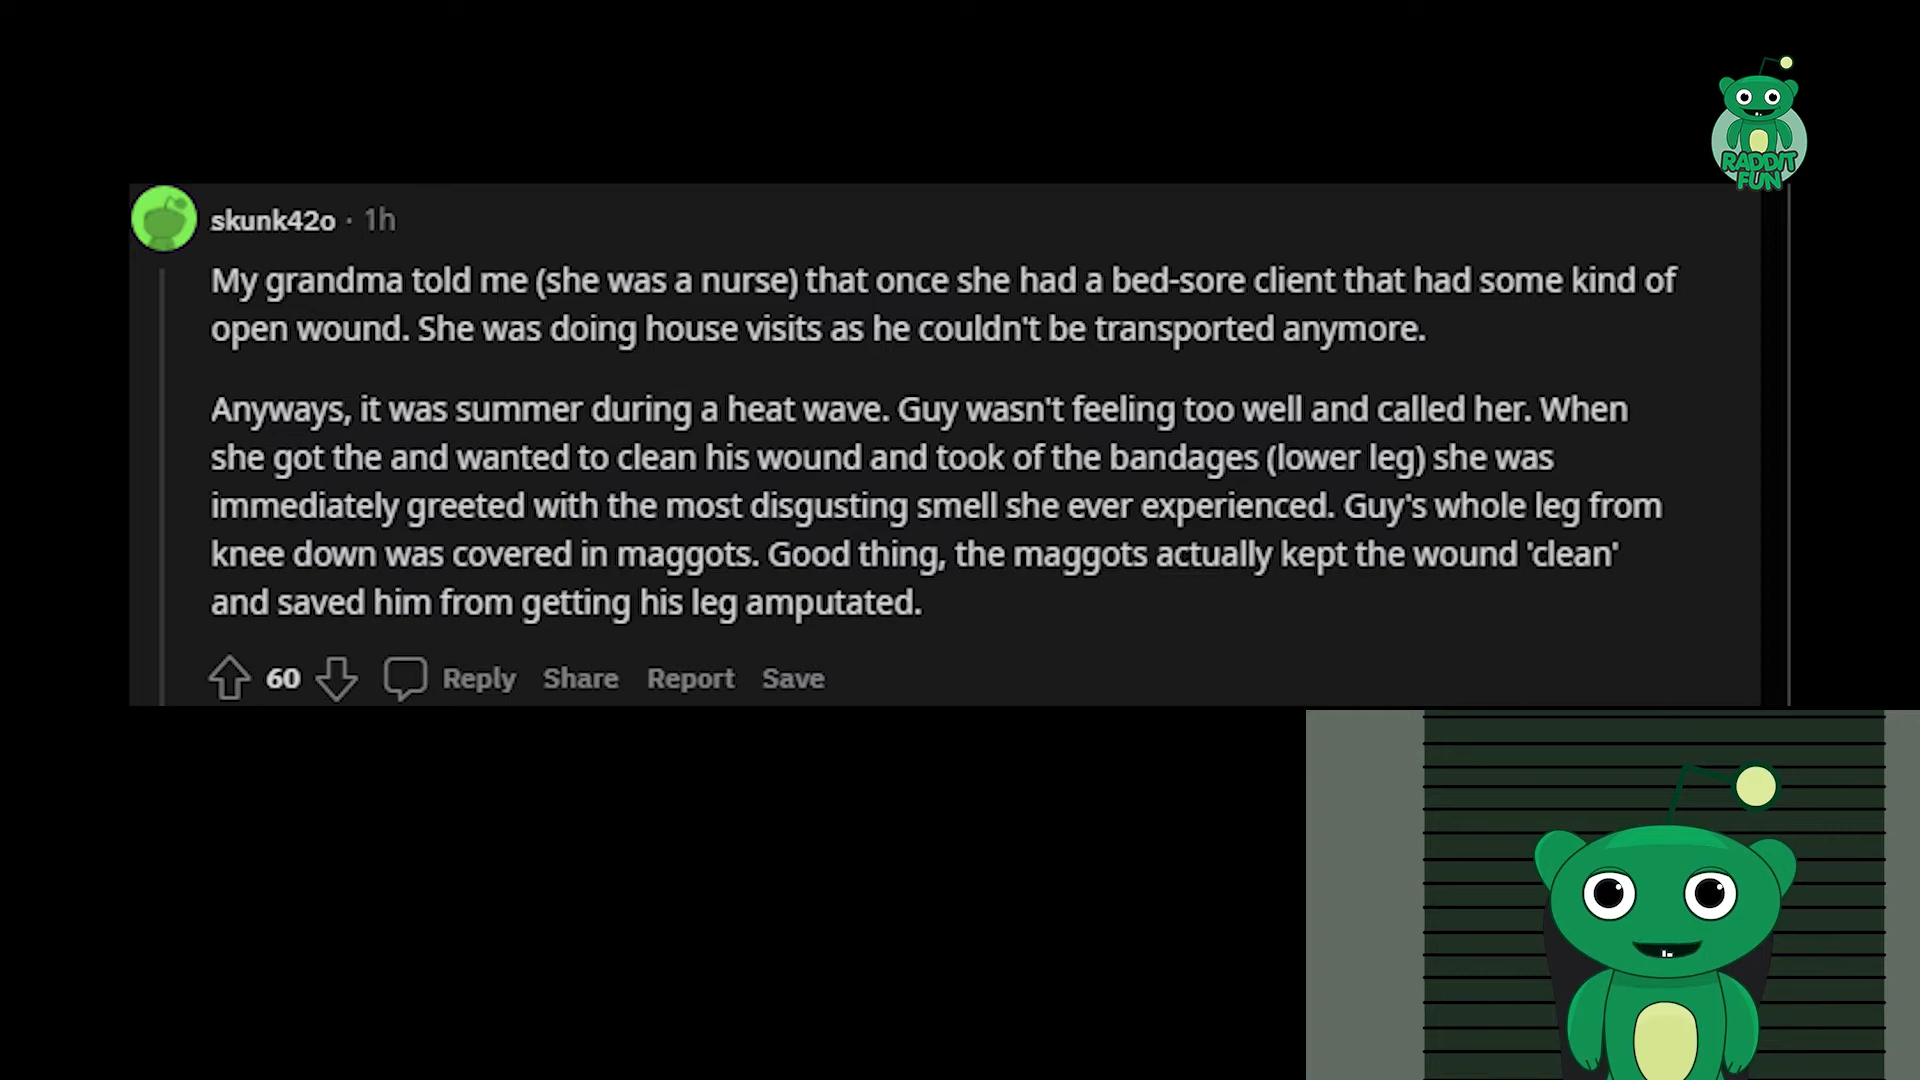 RADDIT
FUN
skunk42o · 1h
My grandma told me (she was a nurse) that once she had a bed-sore client that had some kind of
open wound. She was doing house visits as he couldn't be transported anymore.
Anyways, it was summer during a heat wave. Guy wasn't feeling too well and called her. When
she got the and wanted to clean his wound and took of the bandages (lower leg) she was
immediately greeted with the most disgusting smell she ever experienced. Guy's whole leg from
knee down was covered in maggots. Good thing, the maggots actually kept the wound 'clean'
and saved him from getting his leg amputated.
60 Reply Share Report Save